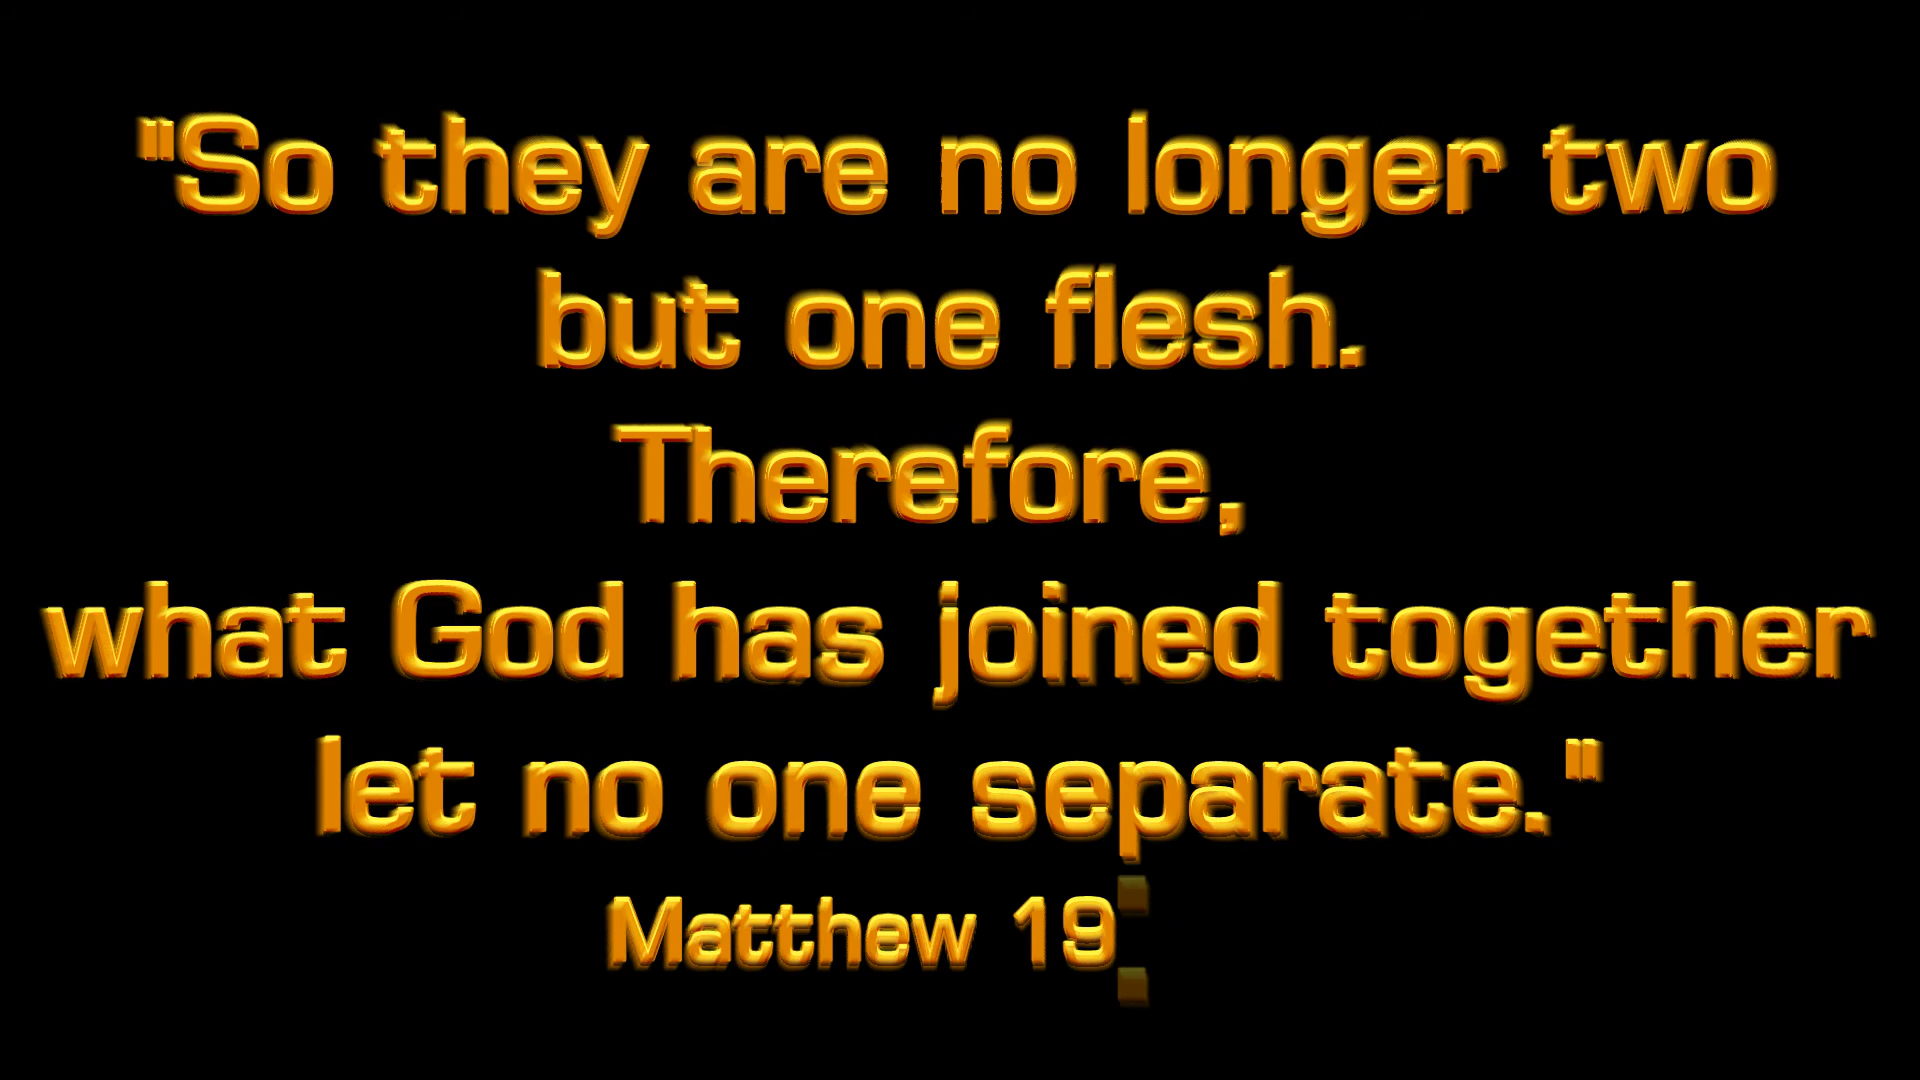 "So they are no longer two
but one flesh.
Therefore,
what God has joined together
let no one separate."
Matthew 19: